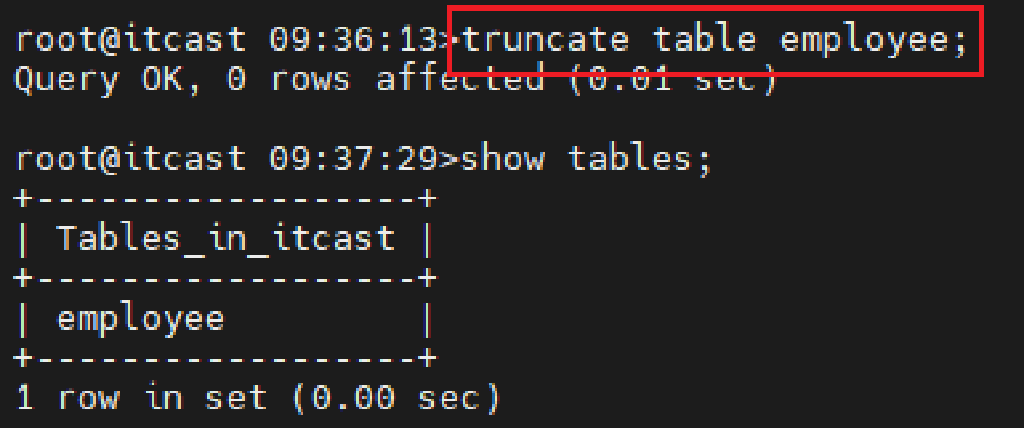 root@itcast 09:36:13>truncate table employee;
Query OK, 0 rows affected (0.01 sec)
root@itcast 09:37:29>show tables;
+------------------+
| Tables_in_itcast |
+------------------+
| employee         |
+------------------+
1 row in set (0.00 sec)